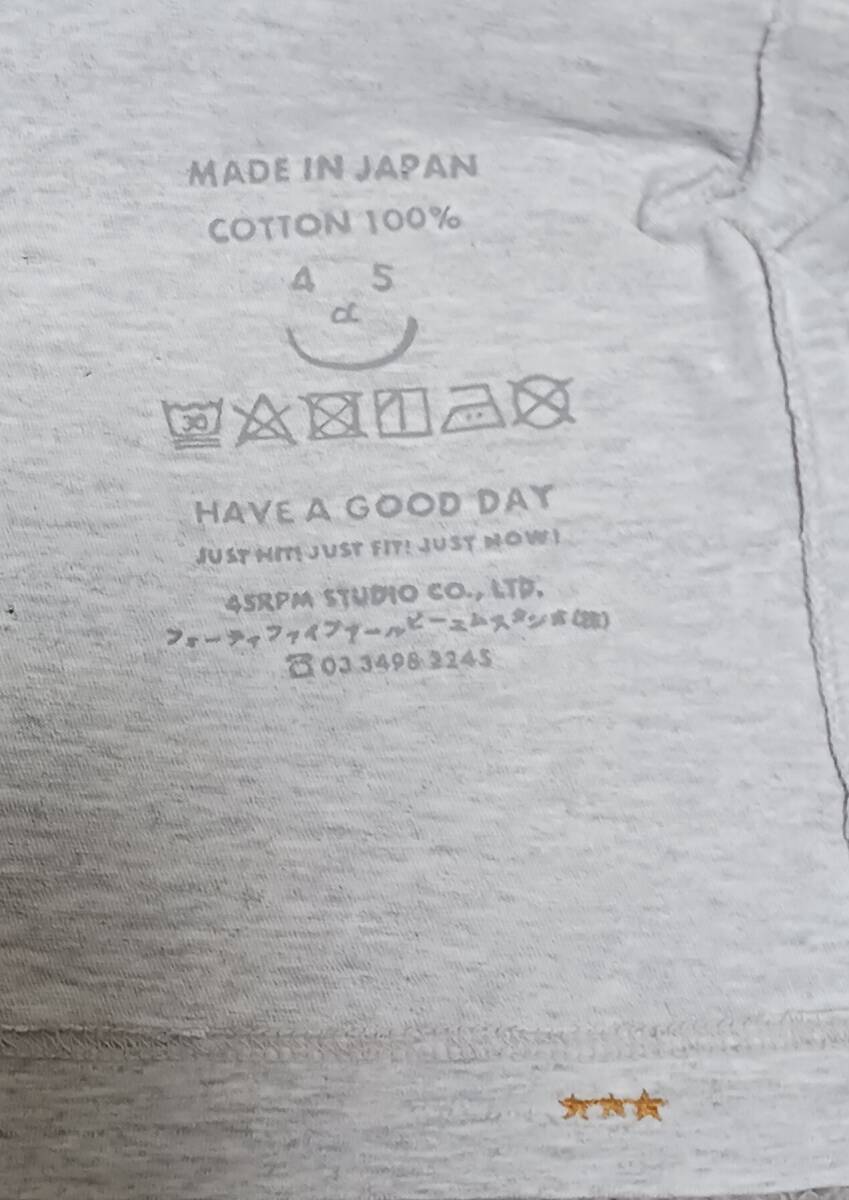 MADE IN JAPAN
COTTON 100%
4 5
α
30
HAVE A GOOD DAY
JUST HIT! JUST FIT! JUST NOW!
45RPM STUDIO CO., LTD.
フォーティファイブアールピーエムスタジオ(株)
☎03 3498 2245